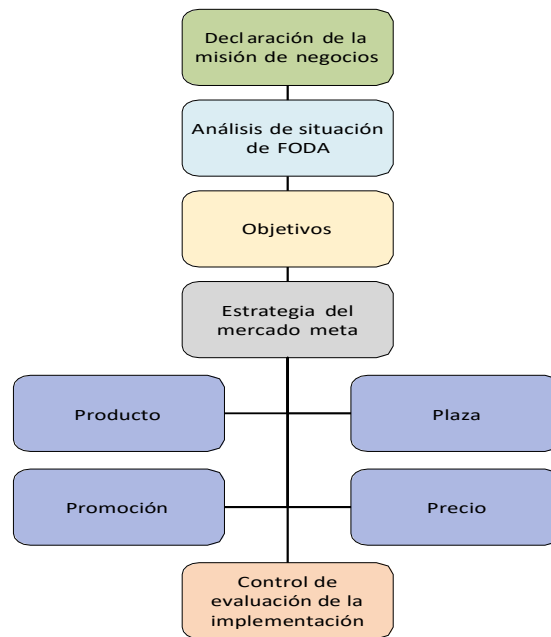 Declaración de la
misión de negocios
Análisis de situación
de FODA
Objetivos
Estrategia del
mercado meta
Producto
Plaza
Promoción
Precio
Control de
evaluación de la
implementación